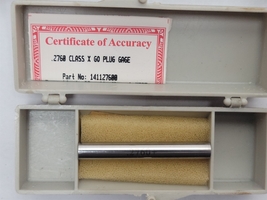 Certificate of Accuracy
.2760 CLASS X GO PLUG GAGE
Part No: 141127600